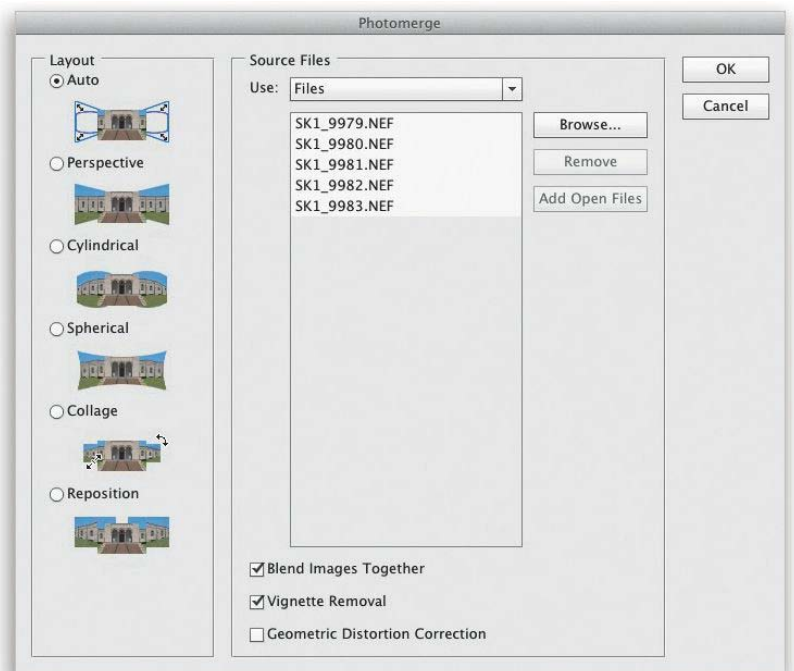 Photomerge
Layout
Auto
Perspective
Cylindrical
Spherical
Collage
Reposition
Source Files
Use: Files
SK1_9979.NEF
SK1_9980.NEF
SK1_9981.NEF
SK1_9982.NEF
SK1_9983.NEF
Browse...
Remove
Add Open Files
Blend Images Together
Vignette Removal
Geometric Distortion Correction
OK
Cancel